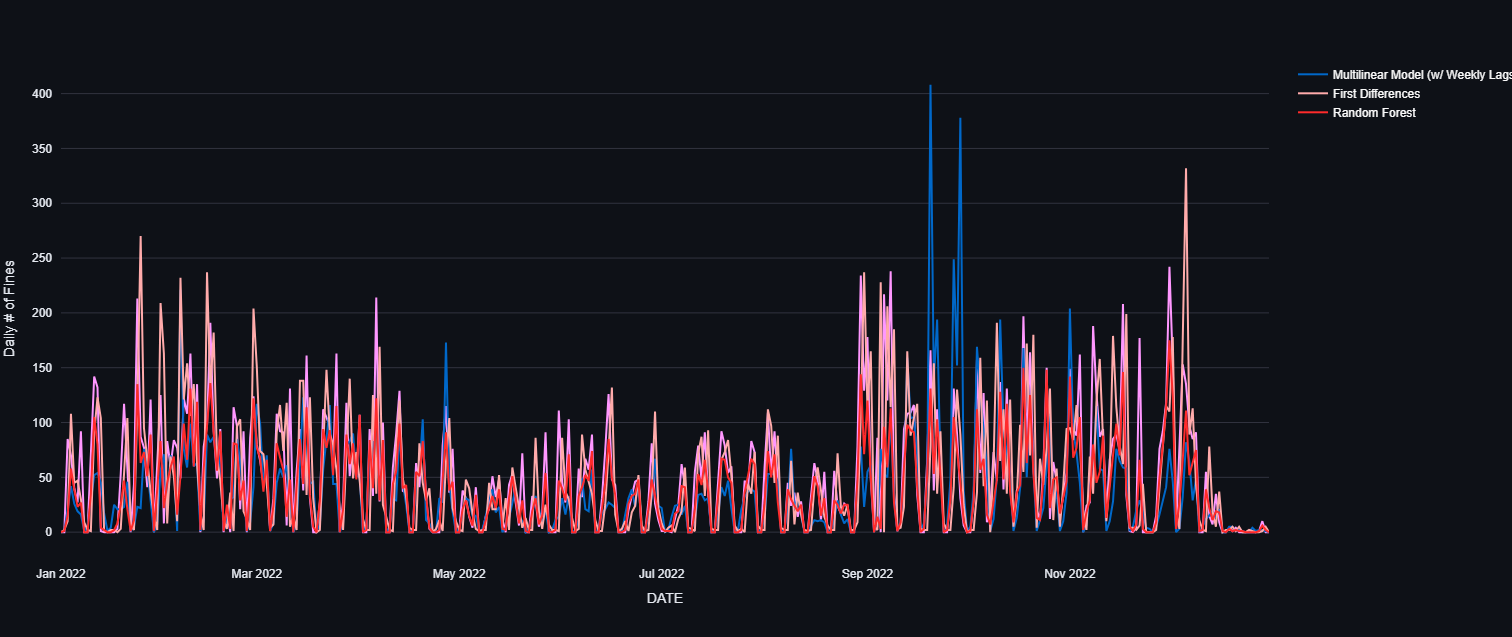 Multilinear Model (w/ Weekly Lags
First Differences
Random Forest
Daily # of Fines
400
350
300
250
200
150
100
50
0
Jan 2022
Mar 2022
May 2022
Jul 2022
Sep 2022
Nov 2022
DATE